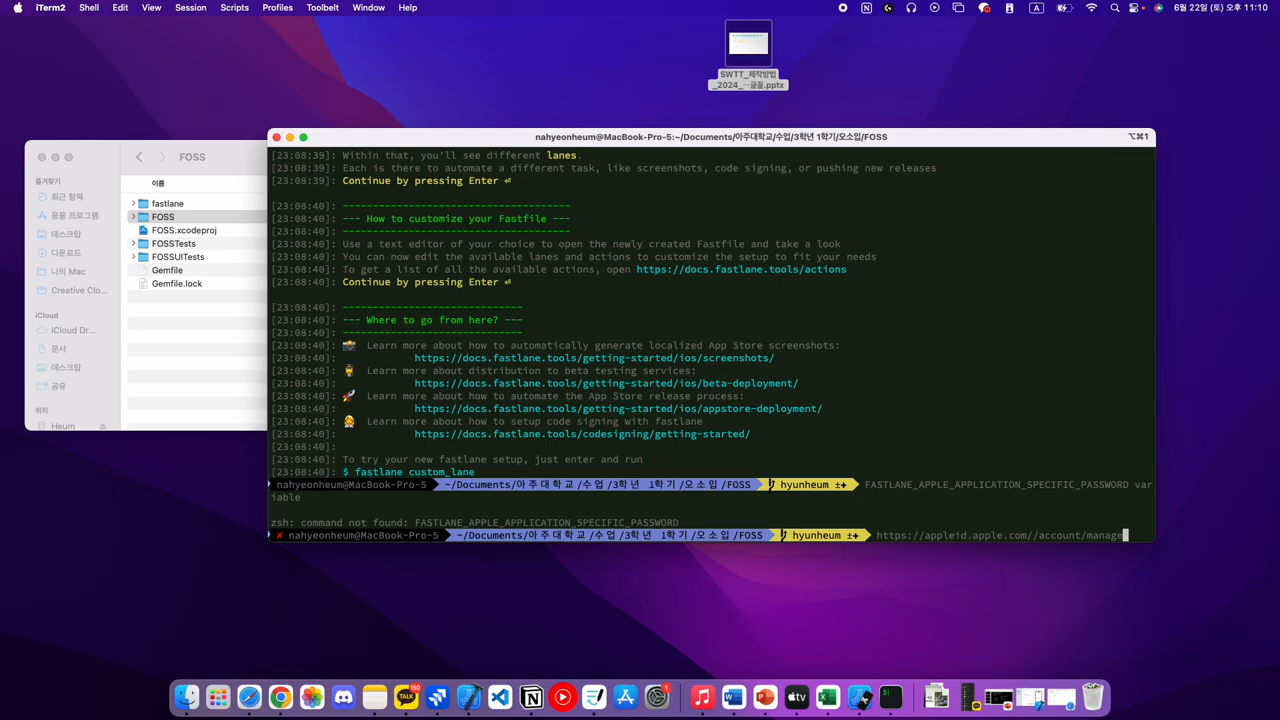 iTerm2 Shell Edit View Session Scripts Profiles Toolbelt Window Help
A
6월 22일 (토) 오후 11:10
SWTT_제작방법
_2024_…글꼴.pptx
nahyeonheum@MacBook-Pro-5:~/Documents/아주대학교/수업/3학년 1학기/오소입/FOSS
⌥⌘1
FOSS
즐겨찾기
최근 항목
응용 프로그램
데스크탑
다운로드
나의 Mac
Creative Clo...
iCloud
iCloud Dr...
문서
데스크탑
공유
위치
Heum
이름
fastlane
FOSS
FOSS.xcodeproj
FOSSTests
FOSSUITests
Gemfile
Gemfile.lock
[23:08:39]: Within that, you'll see different lanes.
[23:08:39]: Each is there to automate a different task, like screenshots, code signing, or pushing new releases
[23:08:39]: Continue by pressing Enter ⏎
[23:08:40]: --------------------------------------
[23:08:40]: --- How to customize your Fastfile ---
[23:08:40]: --------------------------------------
[23:08:40]: Use a text editor of your choice to open the newly created Fastfile and take a look
[23:08:40]: You can now edit the available lanes and actions to customize the setup to fit your needs
[23:08:40]: To get a list of all the available actions, open https://docs.fastlane.tools/actions
[23:08:40]: Continue by pressing Enter ⏎
[23:08:40]: ------------------------------
[23:08:40]: --- Where to go from here? ---
[23:08:40]: ------------------------------
[23:08:40]: 📸 Learn more about how to automatically generate localized App Store screenshots:
[23:08:40]: https://docs.fastlane.tools/getting-started/ios/screenshots/
[23:08:40]: Learn more about distribution to beta testing services:
[23:08:40]: https://docs.fastlane.tools/getting-started/ios/beta-deployment/
[23:08:40]: 🚀 Learn more about how to automate the App Store release process:
[23:08:40]: https://docs.fastlane.tools/getting-started/ios/appstore-deployment/
[23:08:40]: Learn more about how to setup code signing with fastlane
[23:08:40]: https://docs.fastlane.tools/codesigning/getting-started/
[23:08:40]:
[23:08:40]: To try your new fastlane setup, just enter and run
[23:08:40]: $ fastlane custom_lane
nahyeonheum@MacBook-Pro-5 ~/Documents/아주대학교/수업/3학년 1학기/오소입/FOSS hyunheum ±✚ FASTLANE_APPLE_APPLICATION_SPECIFIC_PASSWORD var
iable
zsh: command not found: FASTLANE_APPLE_APPLICATION_SPECIFIC_PASSWORD
✘ nahyeonheum@MacBook-Pro-5 ~/Documents/아주대학교/수업/3학년 1학기/오소입/FOSS hyunheum ±✚ https://appleid.apple.com//account/manage
TALK
150
1
tv